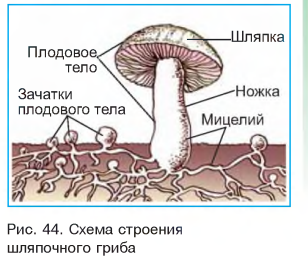 Шляпка
Плодовое
тело
Зачатки
плодового тела
Ножка
Мицелий
Рис. 44. Схема строения
шляпочного гриба